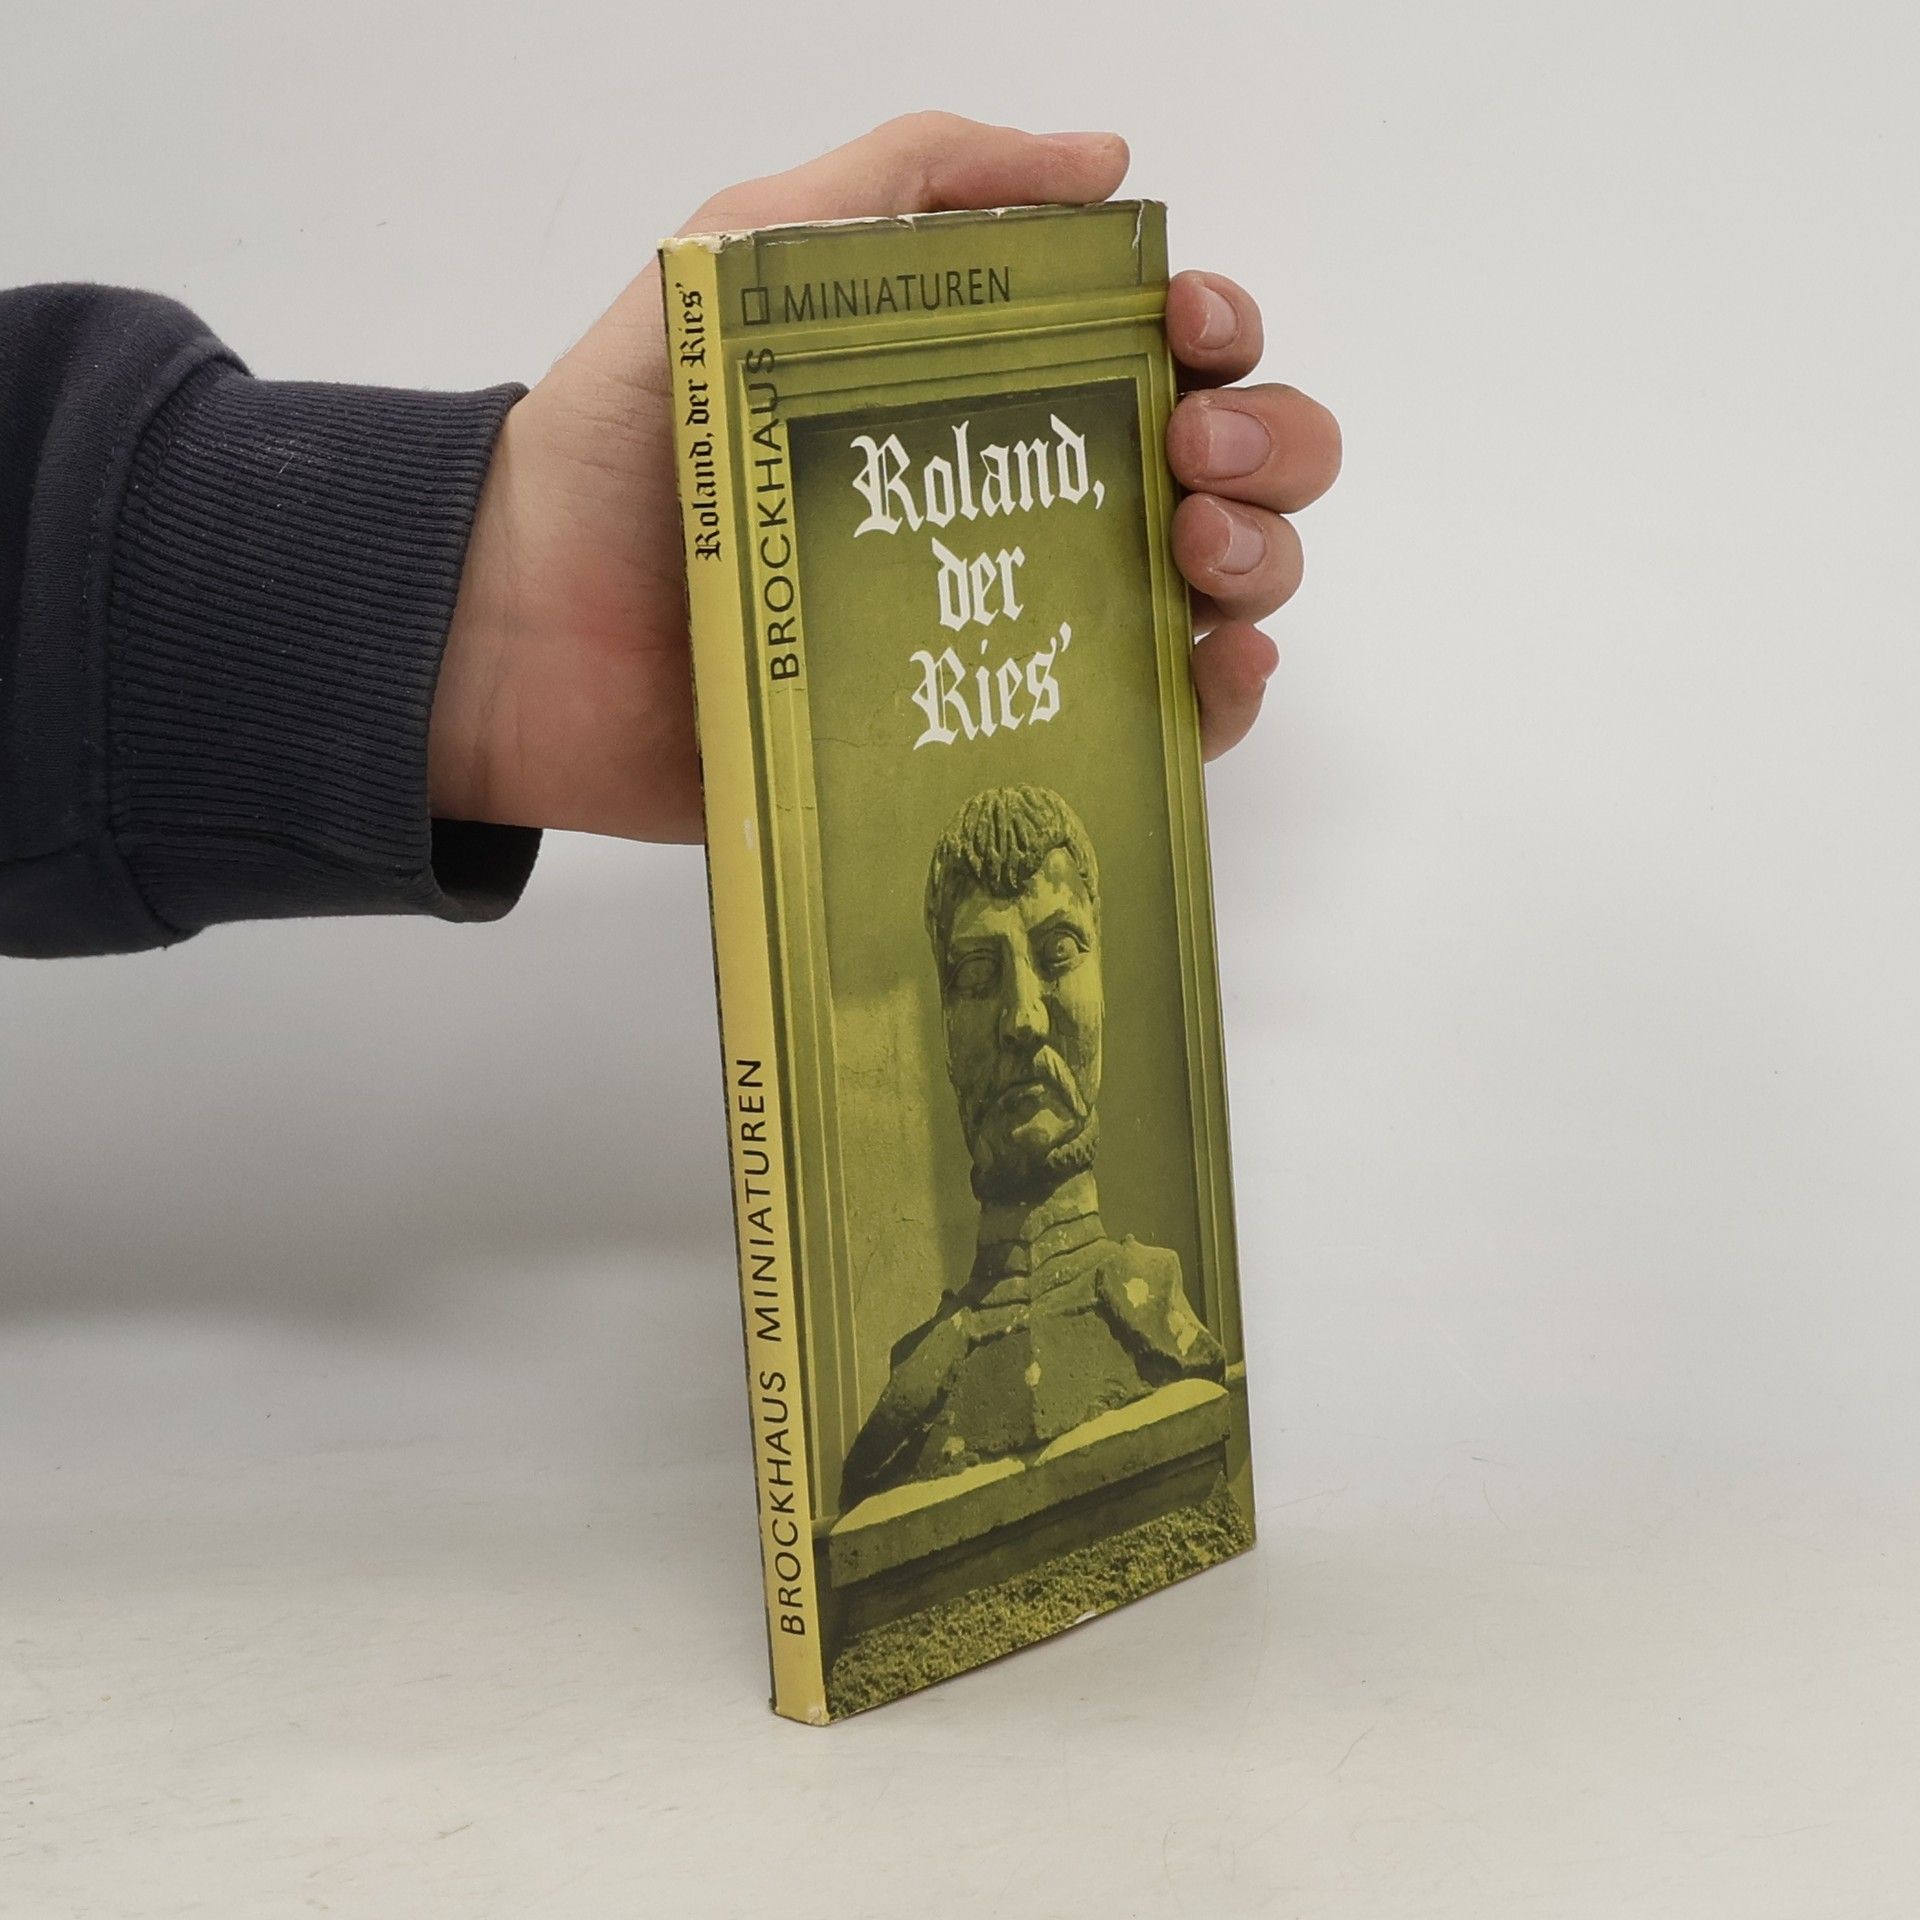 Roland, der Ries'
BROCKHAUS MINIATUREN
MINIATUREN
BROCKHAUS
Roland,
der
Ries'